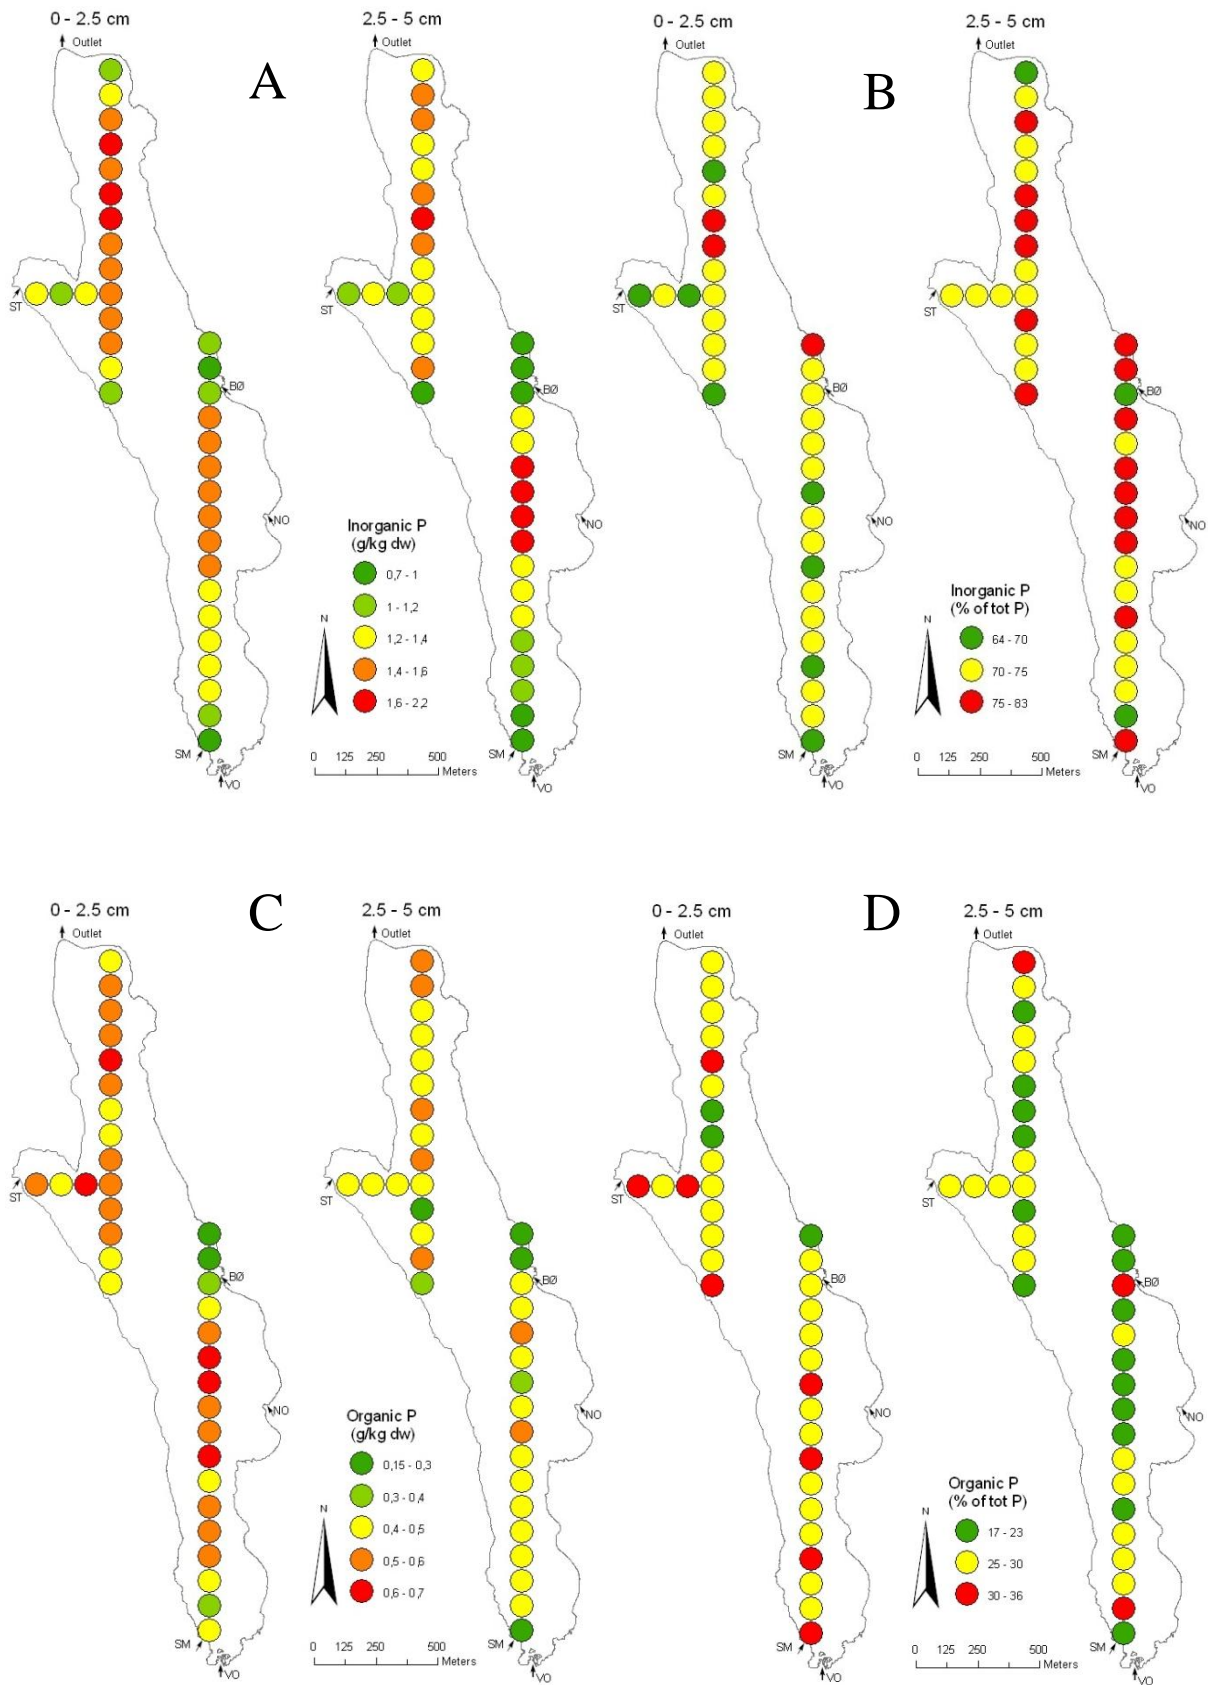 0 - 2.5 cm
2.5 - 5 cm
0 - 2.5 cm
2.5 - 5 cm
Outlet
Outlet
Outlet
Outlet
A
B
ST
ST
ST
ST
BØ
BØ
BØ
BØ
NO
NO
NO
NO
Inorganic P
(g/kg dw)
0,7 - 1
1 - 1,2
1,2 - 1,4
1,4 - 1,6
1,6 - 2,2
N
Inorganic P
(% of tot P)
64 - 70
70 - 75
75 - 83
N
SM
SM
SM
SM
0 125 250 500
Meters
0 125 250 500
Meters
VO
VO
VO
VO
0 - 2.5 cm
2.5 - 5 cm
0 - 2.5 cm
2.5 - 5 cm
C
D
Outlet
Outlet
Outlet
Outlet
ST
ST
ST
ST
BØ
BØ
BØ
BØ
NO
NO
NO
NO
Organic P
(g/kg dw)
0,15 - 0,3
0,3 - 0,4
0,4 - 0,5
0,5 - 0,6
0,6 - 0,7
N
Organic P
(% of tot P)
17 - 23
25 - 30
30 - 36
N
SM
SM
SM
SM
0 125 250 500
Meters
0 125 250 500
Meters
VO
VO
VO
VO